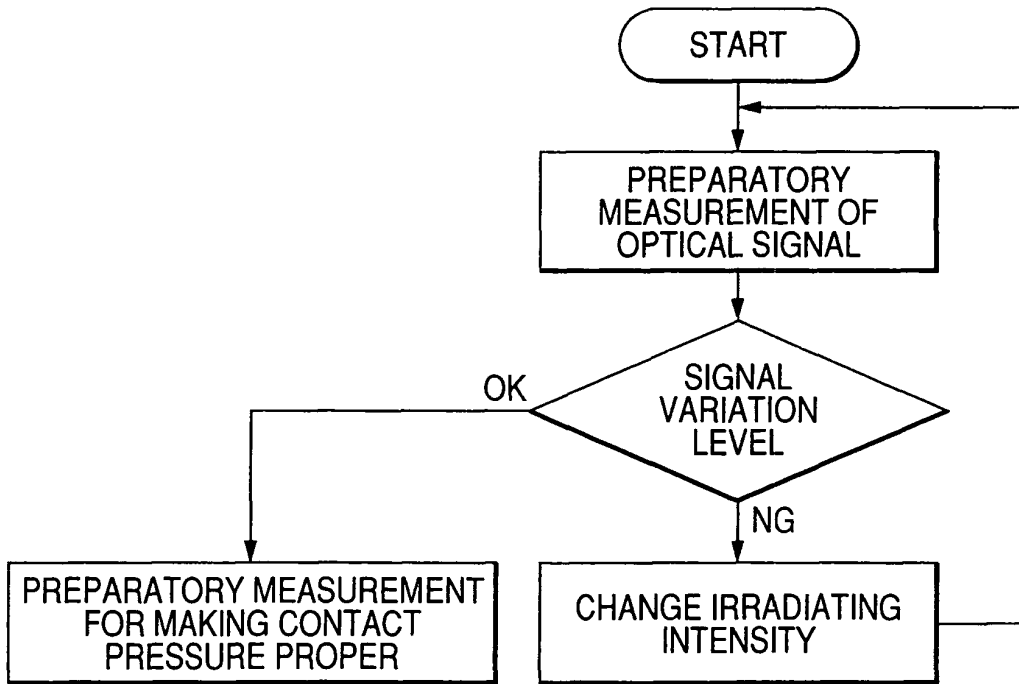 START
PREPARATORY
MEASUREMENT OF
OPTICAL SIGNAL
SIGNAL
VARIATION
LEVEL
OK
NG
PREPARATORY MEASUREMENT
FOR MAKING CONTACT
PRESSURE PROPER
CHANGE IRRADIATING
INTENSITY